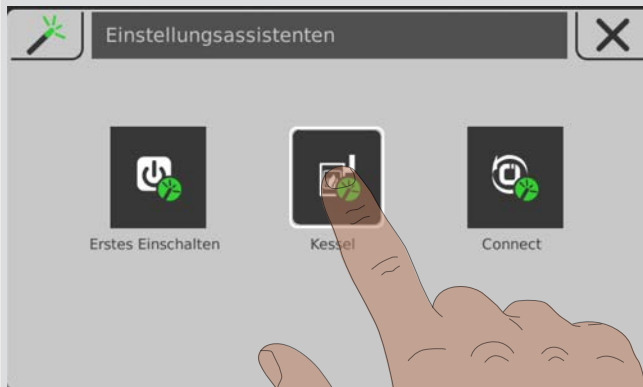 Einstellungsassistenten
Erstes Einschalten
Kessel
Connect